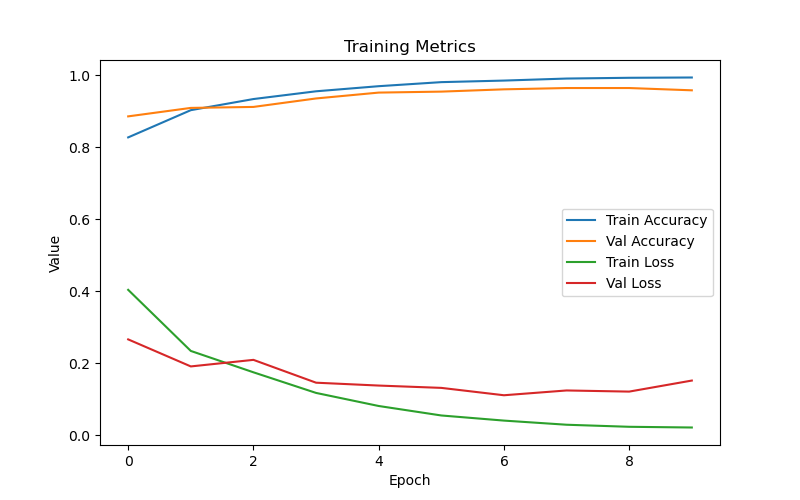 Training Metrics
1.0
0.8
0.6
0.4
0.2
0.0
Value
Train Accuracy
Val Accuracy
Train Loss
Val Loss
0 2 4 6 8
Epoch